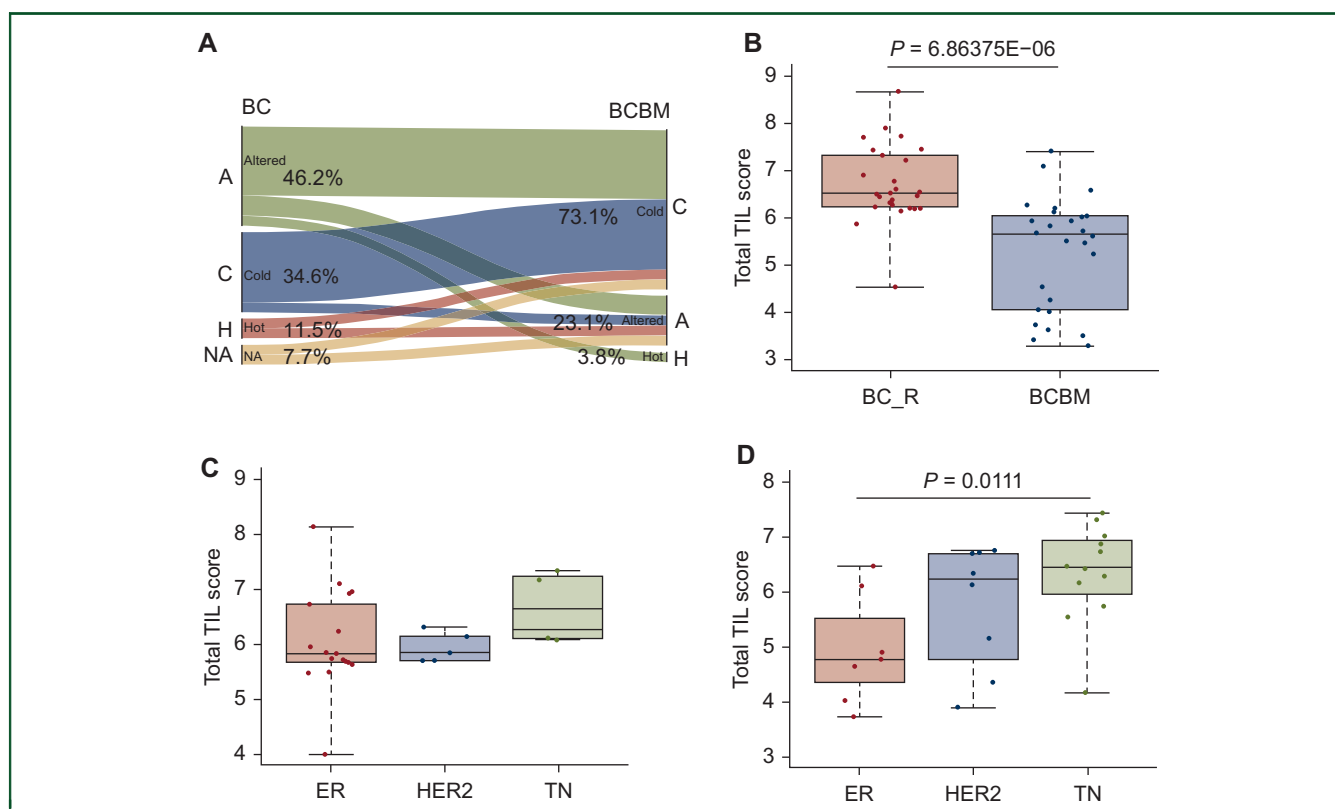 A
BC
BCBM
A
Altered
46.2%
73.1%
Cold
C
C
Cold
34.6%
23.1%
Altered
A
H
Hot
11.5%
NA
NA
7.7%
3.8%
Hot
H
B
P = 6.86375E−06
Total TIL score
9
8
7
6
5
4
3
BC_R
BCBM
C
Total TIL score
9
8
7
6
5
4
ER
HER2
TN
D
P = 0.0111
Total TIL score
8
7
6
5
4
3
ER
HER2
TN